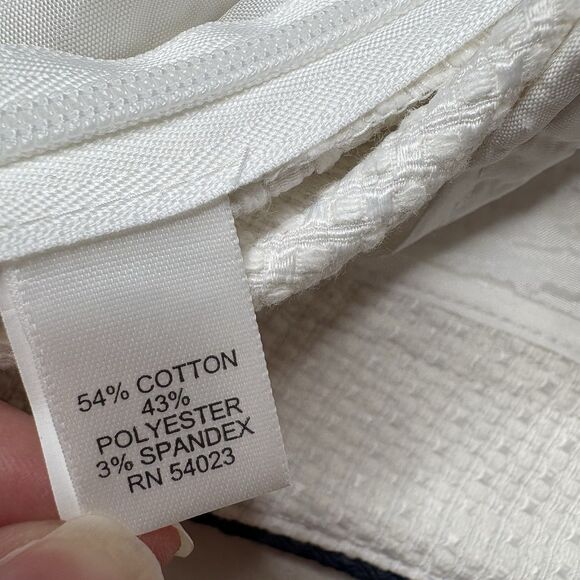 54% COTTON
43%
POLYESTER
3% SPANDEX
RN 54023